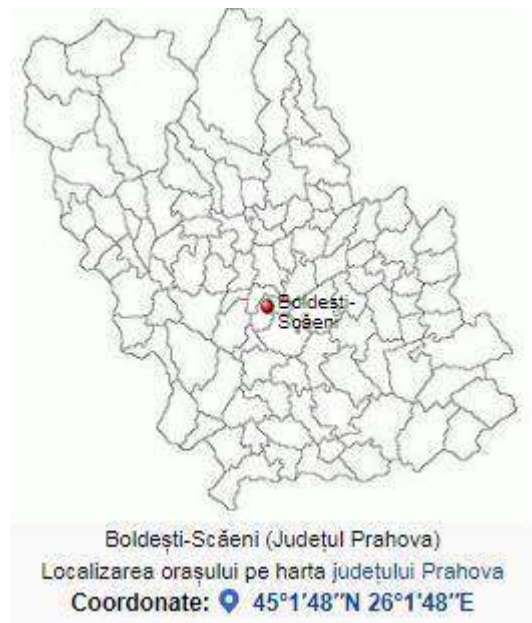 Boldești-
Scăeni
Boldești-Scăeni (Județul Prahova)
Localizarea orașului pe harta județului Prahova
Coordonate: 45°1′48″N 26°1′48″E